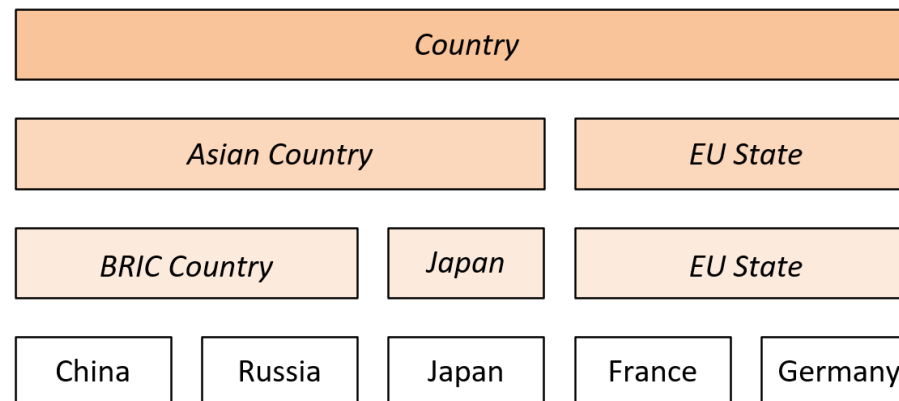 Country
Asian Country EU State
BRIC Country Japan EU State
China Russia Japan France Germany